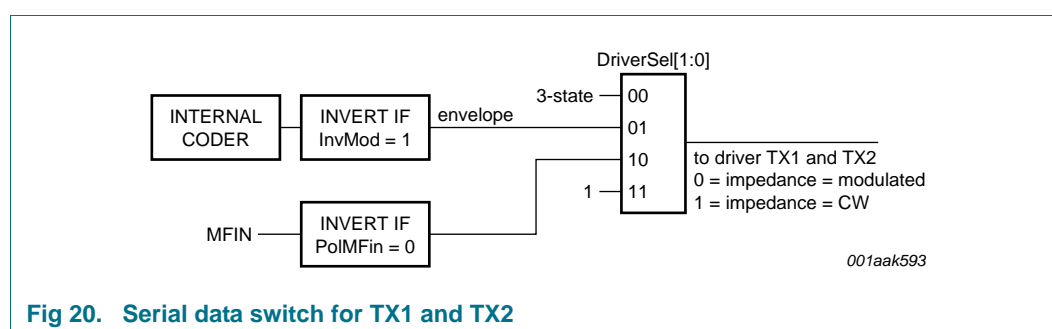 DriverSel[1:0]
3-state
00
INTERNAL
CODER
INVERT IF
InvMod = 1
envelope
01
10
to driver TX1 and TX2
0 = impedance = modulated
1 = impedance = CW
1
11
MFIN
INVERT IF
PolMFin = 0
001aak593
Fig 20. Serial data switch for TX1 and TX2